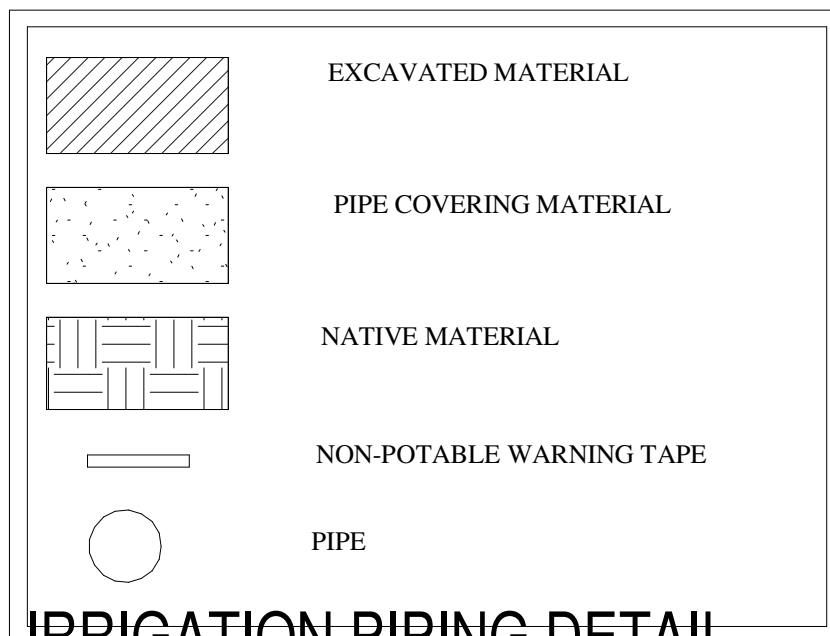 EXCAVATED MATERIAL
PIPE COVERING MATERIAL
NATIVE MATERIAL
NON-POTABLE WARNING TAPE
PIPE
IRRIGATION PIPING DETAIL